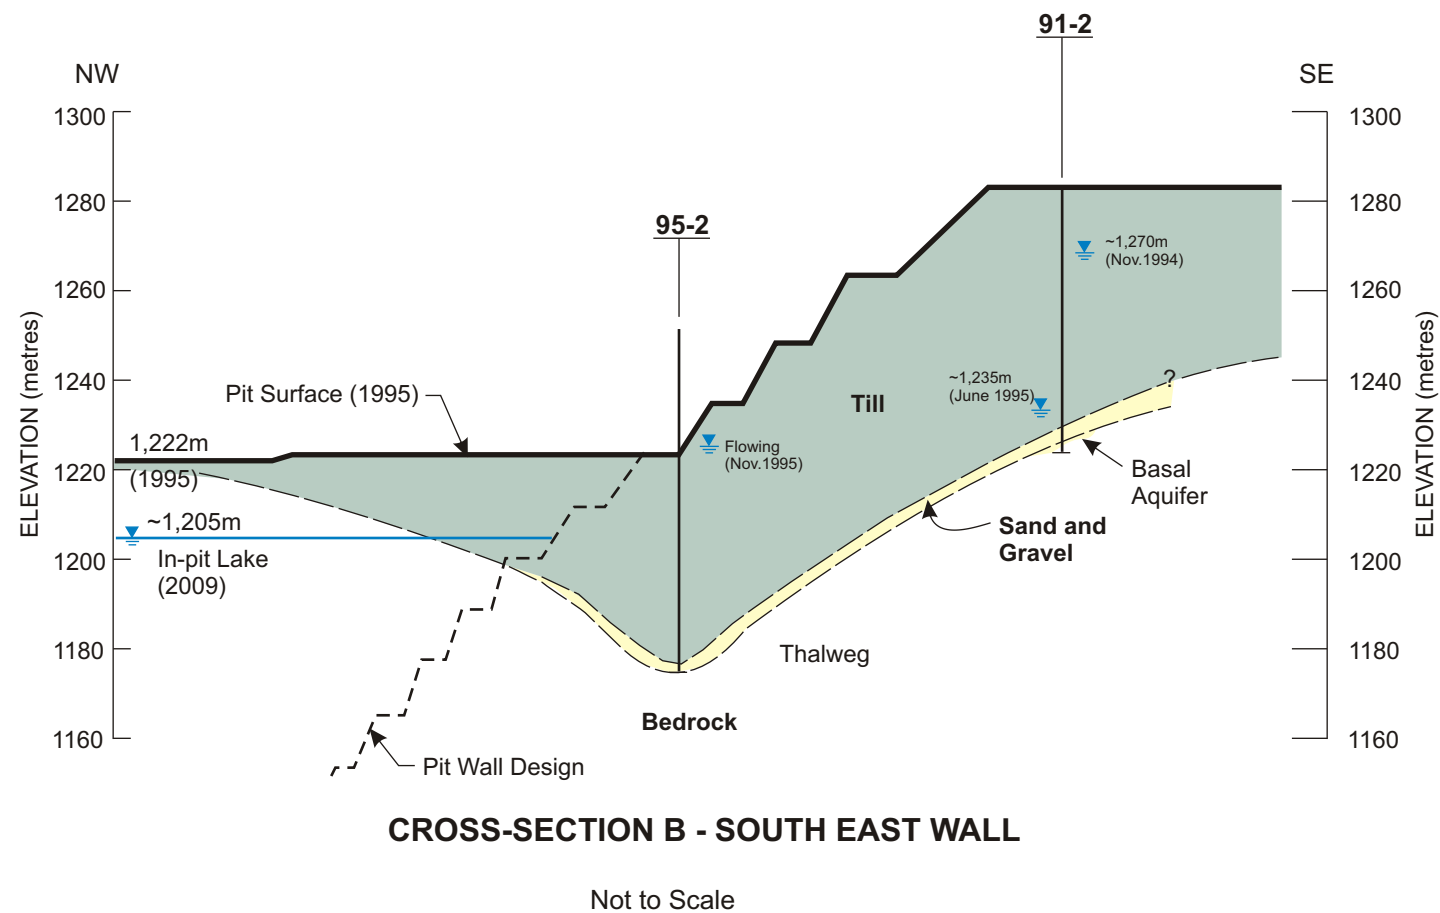 91-2
NW
SE
1300
1300
1280
1280
95-2
~1,270m
(Nov.1994)
1260
1260
ELEVATION (metres)
ELEVATION (metres)
1240
1240
?
~1,235m
(June 1995)
Pit Surface (1995)
Till
1,222m
(1995)
Flowing
(Nov.1995)
1220
1220
Basal
Aquifer
~1,205m
In-pit Lake
(2009)
Sand and
Gravel
1200
1200
1180
1180
Thalweg
Bedrock
1160
1160
Pit Wall Design
CROSS-SECTION B - SOUTH EAST WALL
Not to Scale